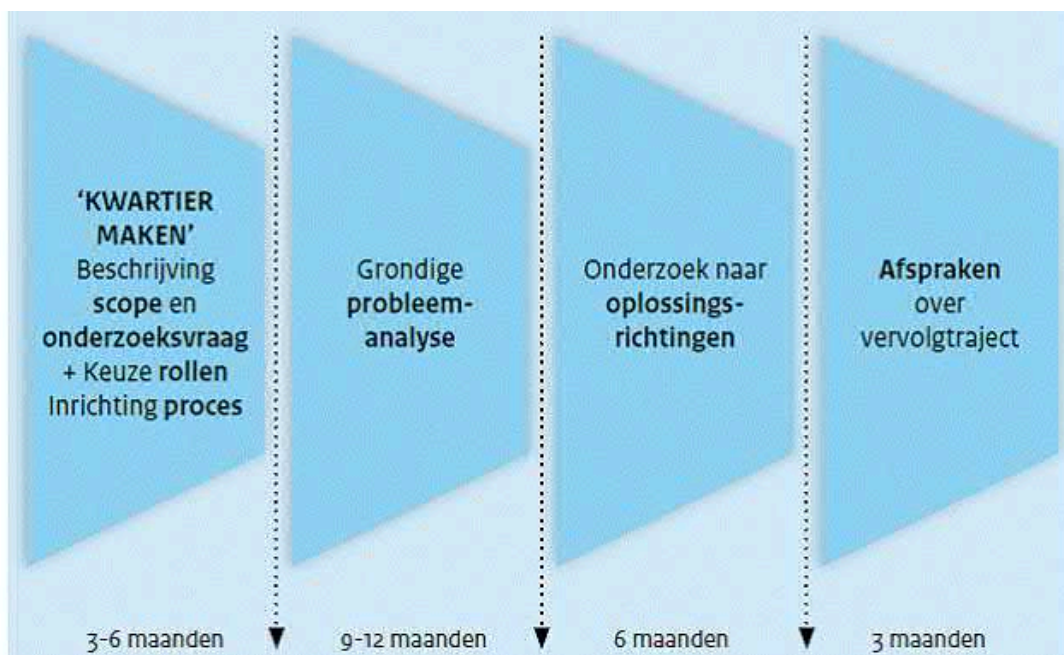 ‘KWARTIER
MAKEN’
Beschrijving
scope en
onderzoeksvraag
+ Keuze rollen
Inrichting proces
Grondige
probleem-
analyse
Onderzoek naar
oplossings-
richtingen
Afspraken
over
vervolgtraject
3-6 maanden
9-12 maanden
6 maanden
3 maanden